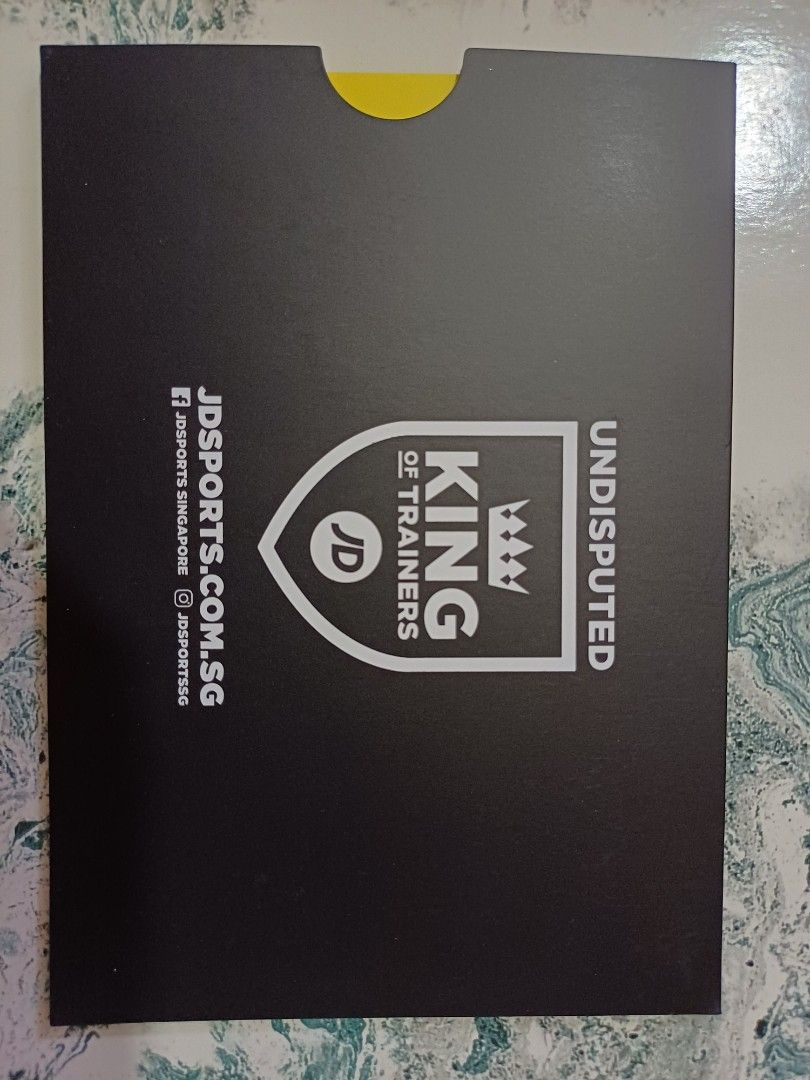 UNDISPUTED
KING
OF TRAINERS
JD
JDSPORTS.COM.SG
JDSPORTS SINGAPORE JDSPORTSSG